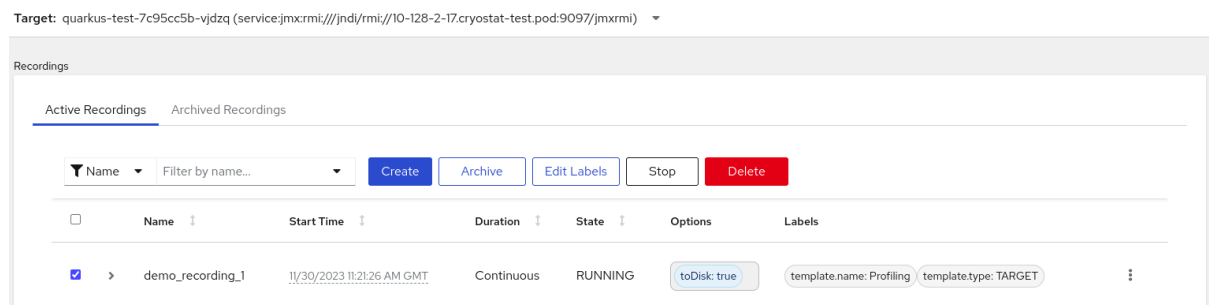 Target: quarkus-test-7c95cc5b-vjdzq (service:jmx:rmi:///jndi/rmi://10-128-2-17.cryostat-test.pod:9097/jmxrmi)
Recordings
Active Recordings Archived Recordings
Name Filter by name... Create Archive Edit Labels Stop Delete
Name Start Time Duration State Options Labels
demo_recording_1 11/30/2023 11:21:26 AM GMT Continuous RUNNING toDisk: true template.name: Profiling template.type: TARGET